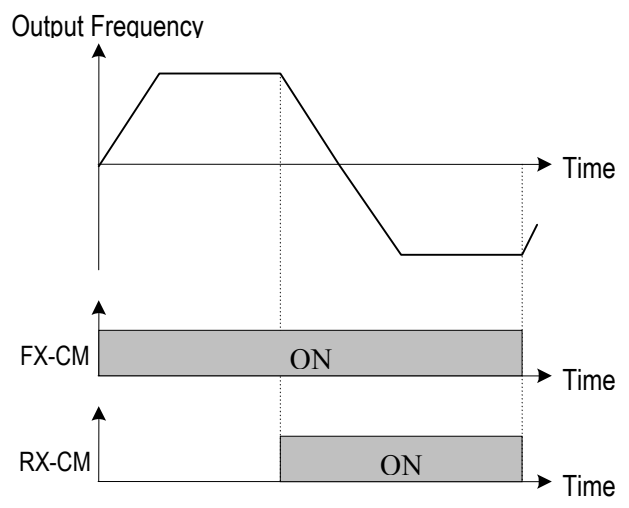 Output Frequency
Time
FX-CM
ON
Time
RX-CM
ON
Time